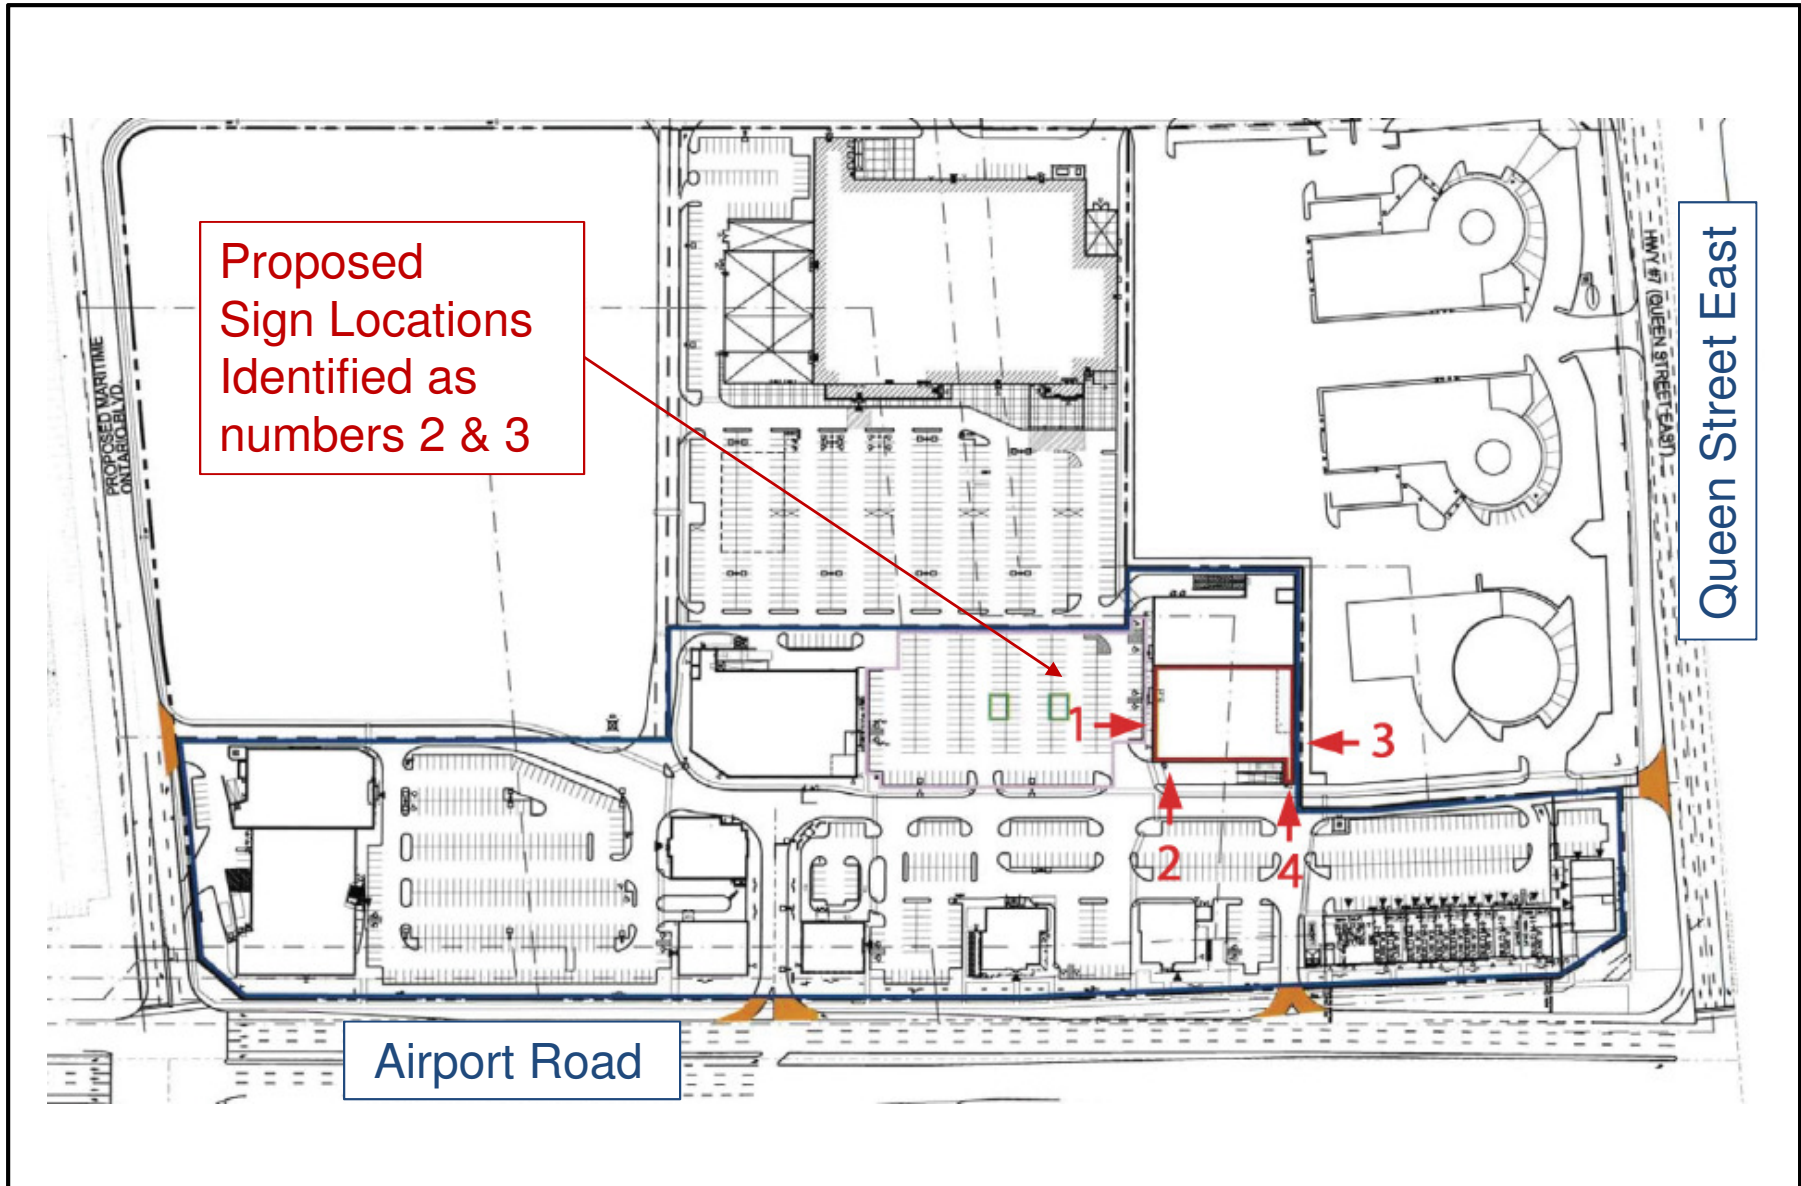 Proposed
Sign Locations
Identified as
numbers 2 & 3
PROPOSED MARITIME
ONTARIO BLVD.
HWY #7 (QUEEN STREET EAST)
Queen Street East
1
3
2
4
Airport Road